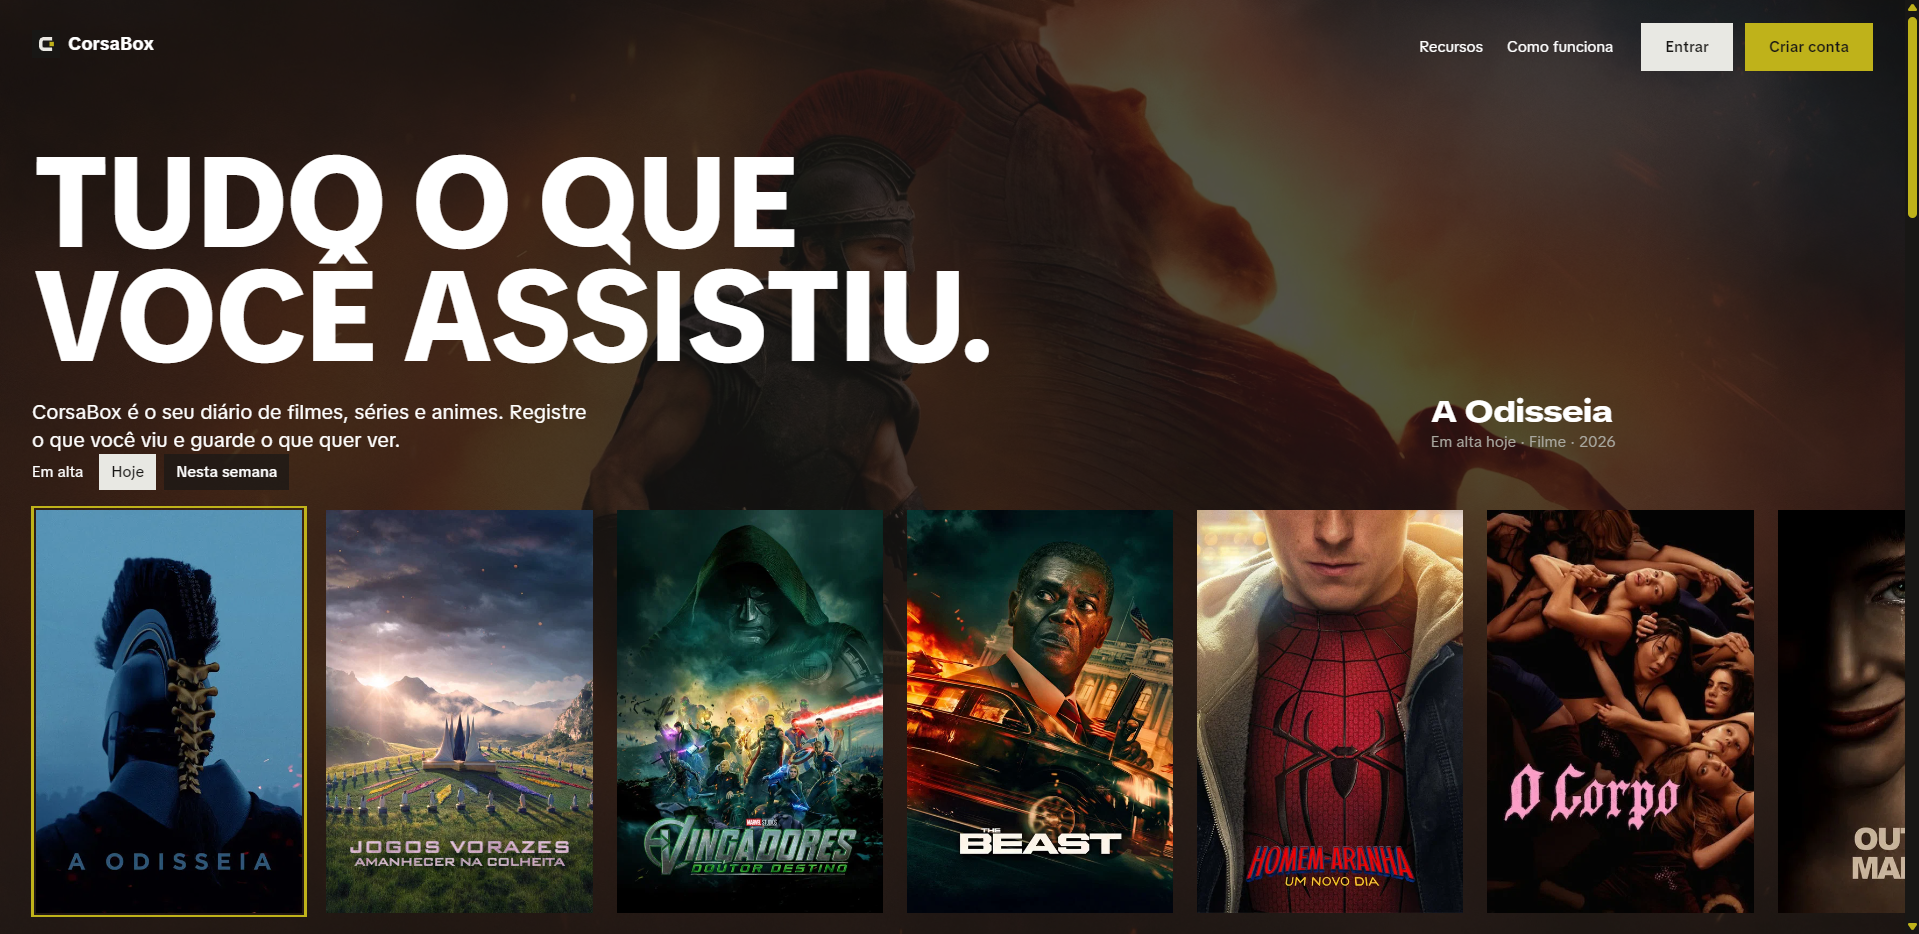 CorsaBox
Recursos
Como funciona
Entrar
Criar conta
TUDO O QUE
VOCÊ ASSISTIU.
CorsaBox é o seu diário de filmes, séries e animes. Registre
o que você viu e guarde o que quer ver.
A Odisseia
Em alta hoje · Filme · 2026
Em alta
Hoje
Nesta semana
A ODISSEIA
JOGOS VORAZES
AMANHECER NA COLHEITA
MARVEL STUDIOS
VINGADORES
DOUTOR DESTINO
THE
BEAST
HOMEM-ARANHA
UM NOVO DIA
O Corpo